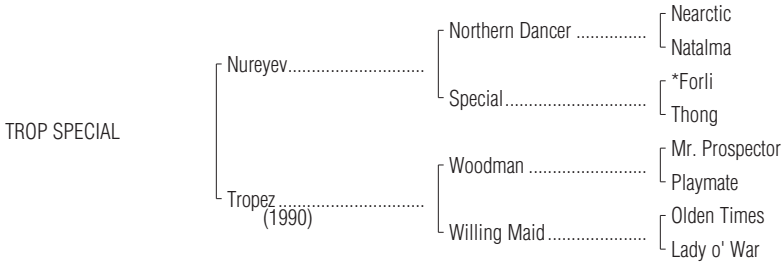 Nearctic
Northern Dancer ...............
Natalma
Nureyev.............................
*Forli
Special..............................
Thong
TROP SPECIAL
Mr. Prospector
Woodman .........................
Playmate
Tropez ...............................
(1990)
Olden Times
Willing Maid.....................
Lady o' War